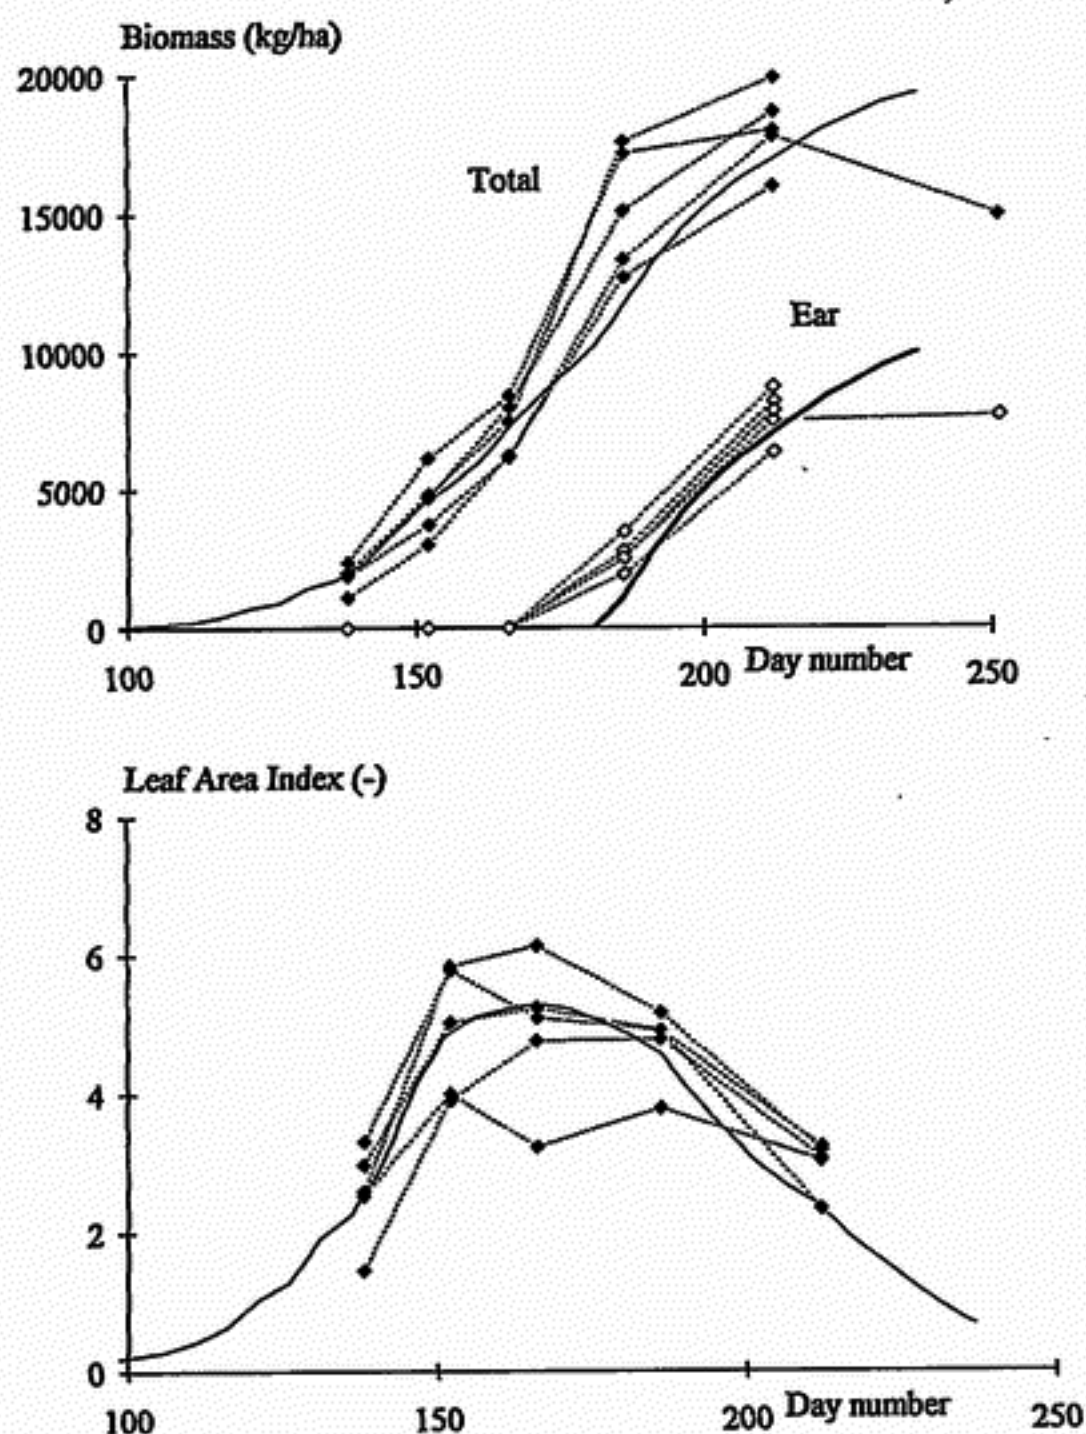 Biomass (kg/ha)
20000
Total
15000
Ear
10000
5000
0
100 150 200 Day number 250
Leaf Area Index (-)
8
6
4
2
0
100 150 200 Day number 250